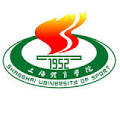 1952
上海体育学院
SHANGHAI UNIVERSITY OF SPORT